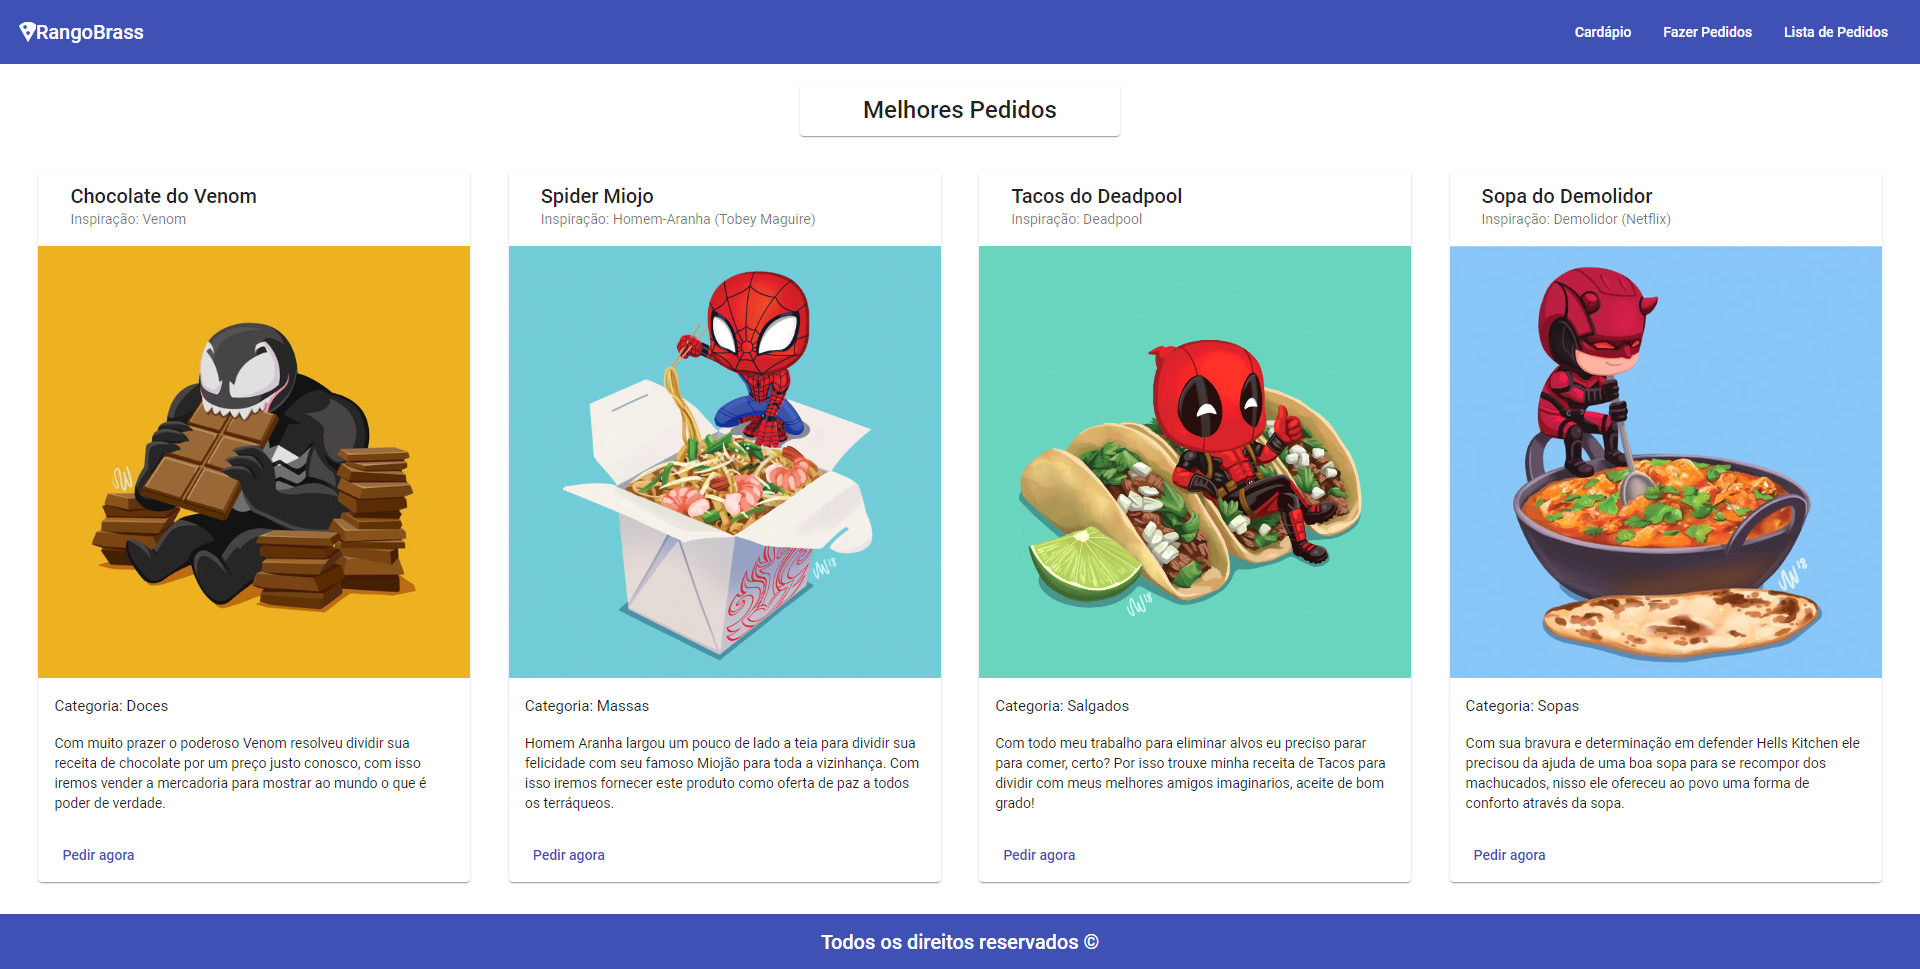 RangoBrass
Cardápio
Fazer Pedidos
Lista de Pedidos
Melhores Pedidos
Chocolate do Venom
Inspiração: Venom
Categoria: Doces
Com muito prazer o poderoso Venom resolveu dividir sua
receita de chocolate por um preço justo conosco, com isso
iremos vender a mercadoria para mostrar ao mundo o que é
poder de verdade.
Pedir agora
Spider Miojo
Inspiração: Homem-Aranha (Tobey Maguire)
Categoria: Massas
Homem Aranha largou um pouco de lado a teia para dividir sua
felicidade com seu famoso Miojão para toda a vizinhança. Com
isso iremos fornecer este produto como oferta de paz a todos
os terráqueos.
Pedir agora
Tacos do Deadpool
Inspiração: Deadpool
Categoria: Salgados
Com todo meu trabalho para eliminar alvos eu preciso parar
para comer, certo? Por isso trouxe minha receita de Tacos para
dividir com meus melhores amigos imaginarios, aceite de bom
grado!
Pedir agora
Sopa do Demolidor
Inspiração: Demolidor (Netflix)
Categoria: Sopas
Com sua bravura e determinação em defender Hells Kitchen ele
precisou da ajuda de uma boa sopa para se recompor dos
machucados, nisso ele ofereceu ao povo uma forma de
conforto através da sopa.
Pedir agora
Todos os direitos reservados ©